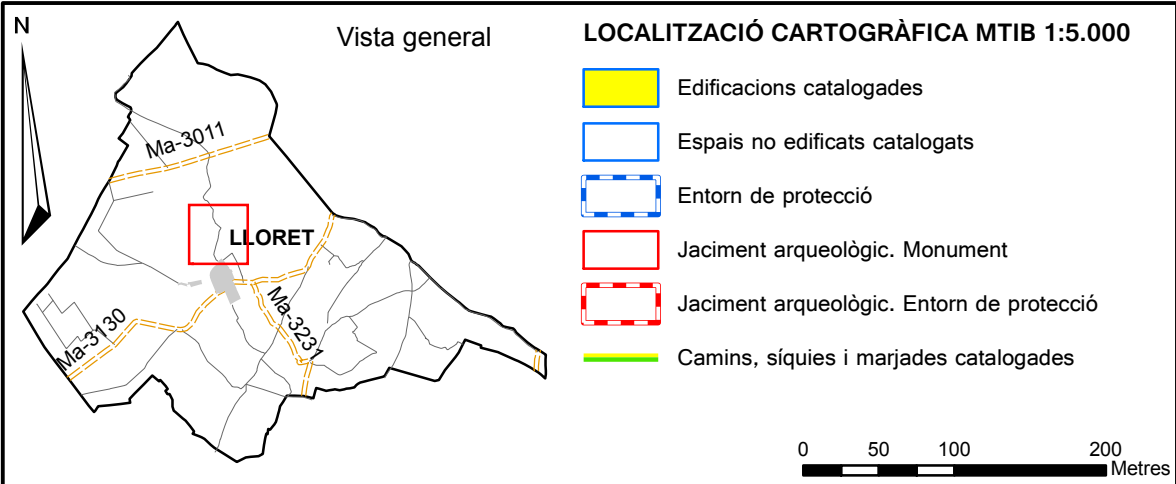 N
Vista general
Ma-3011
LLORET
Ma-3130
Ma-3231
LOCALITZACIÓ CARTOGRÀFICA MTIB 1:5.000
Edificacions catalogades
Espais no edificats catalogats
Entorn de protecció
Jaciment arqueològic. Monument
Jaciment arqueològic. Entorn de protecció
Camins, síquies i marjades catalogades
0 50 100 200
Metres